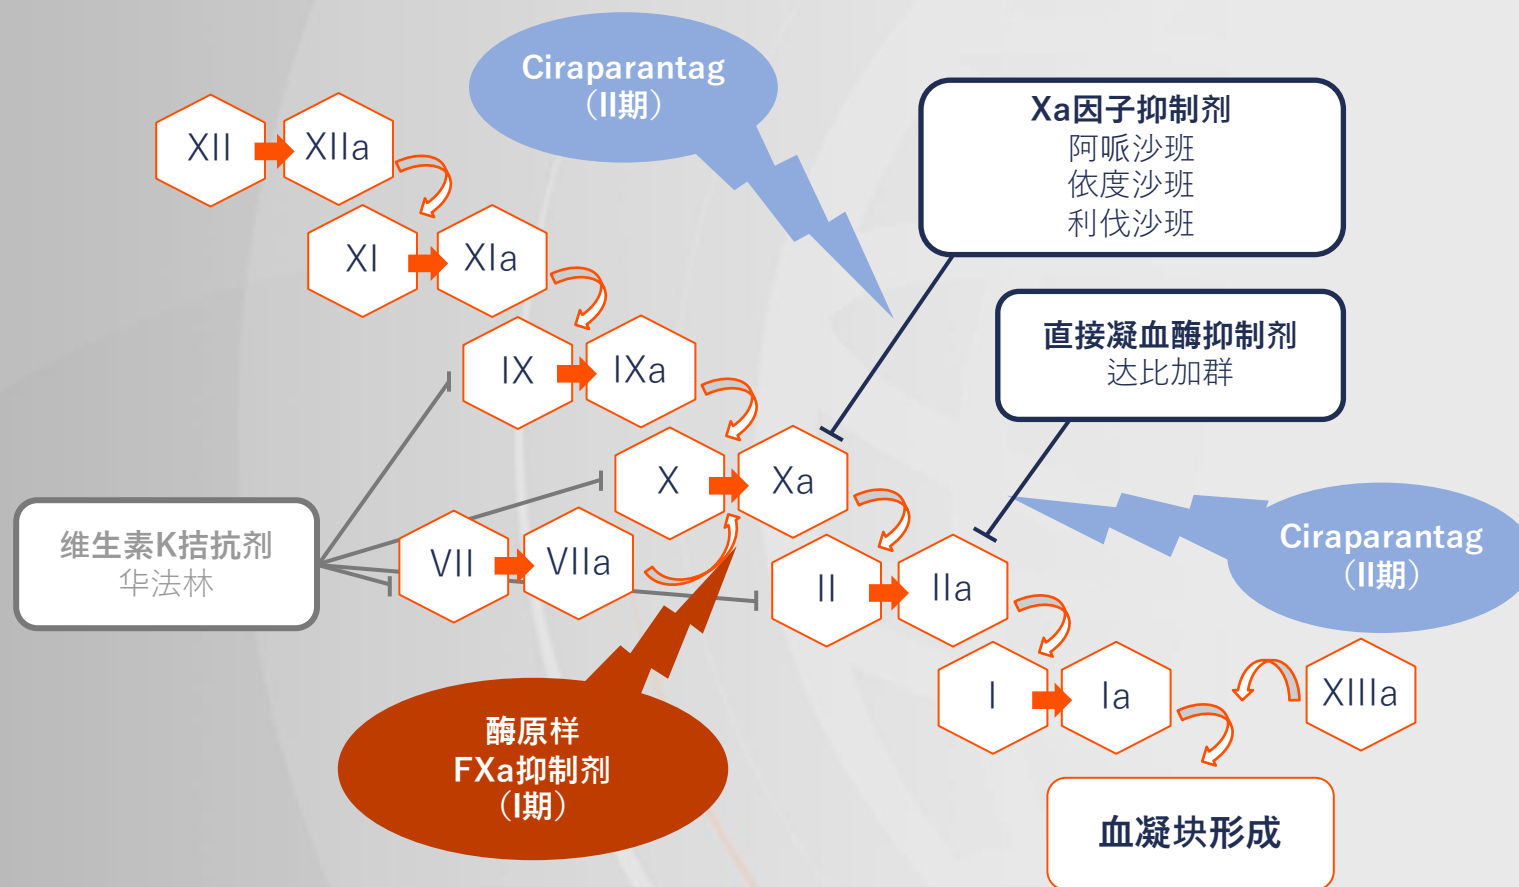 Ciraparantag
（II期）
Xa因子抑制剂
阿哌沙班
依度沙班
利伐沙班
XII
XIIa
XI
XIa
直接凝血酶抑制剂
达比加群
IX
IXa
X
Xa
维生素K拮抗剂
华法林
VII
VIIa
Ciraparantag
（II期）
II
IIa
I
Ia
XIIIa
酶原样
FXa抑制剂
（I期）
血凝块形成